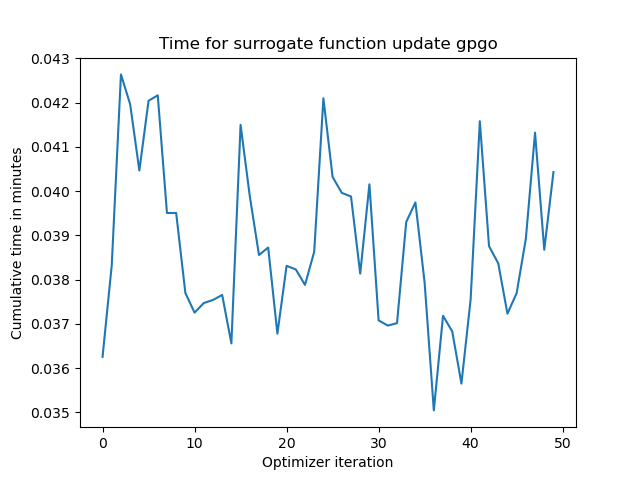 Time for surrogate function update gpgo
0.043
0.042
0.041
0.040
0.039
0.038
0.037
0.036
0.035
Cumulative time in minutes
0 10 20 30 40 50
Optimizer iteration